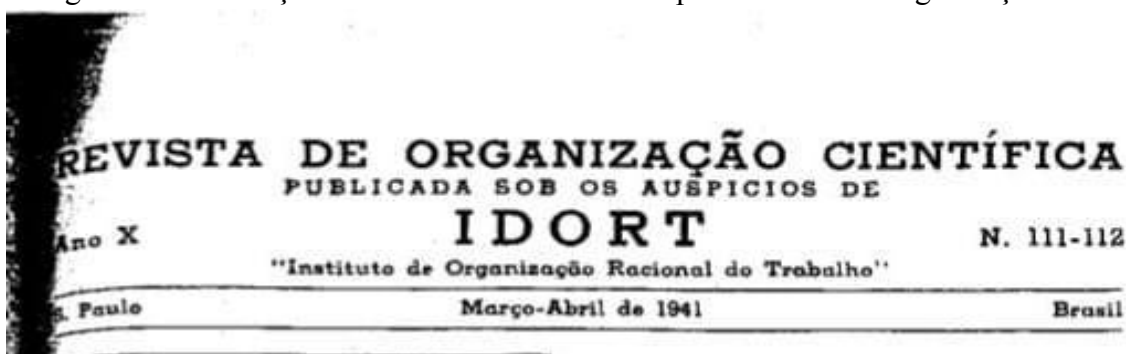 REVISTA DE ORGANIZAÇÃO CIENTÍFICA
PUBLICADA SOB OS AUSPICIOS DE
IDORT
Ano X N. 111-112
"Instituto de Organização Racional do Trabalho"
S. Paulo Março-Abril de 1941 Brasil